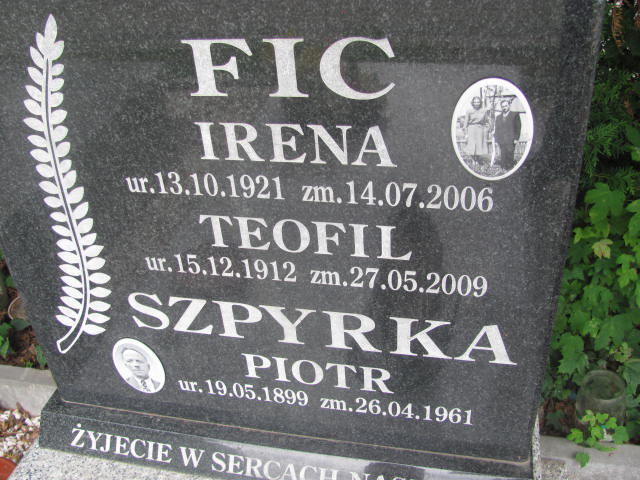 FIC
IRENA
ur.13.10.1921 zm.14.07.2006
TEOFIL
ur.15.12.1912 zm.27.05.2009
SZPYRKA
PIOTR
ur.19.05.1899 zm.26.04.1961
ŻYJECIE W SERCACH